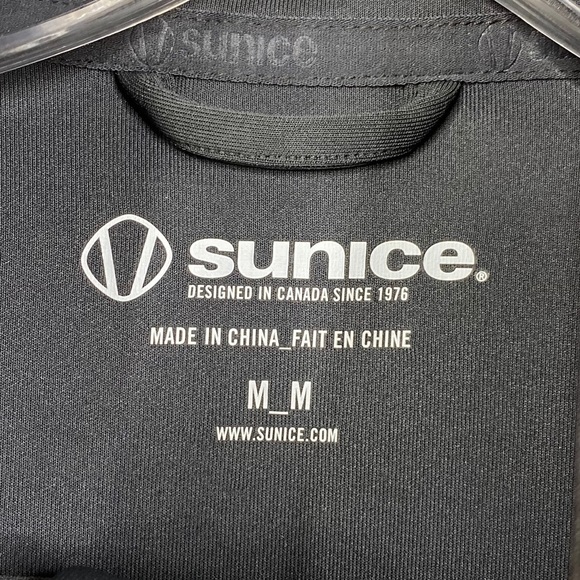 sunice
sunice®
DESIGNED IN CANADA SINCE 1976
MADE IN CHINA_FAIT EN CHINE
M_M
WWW.SUNICE.COM